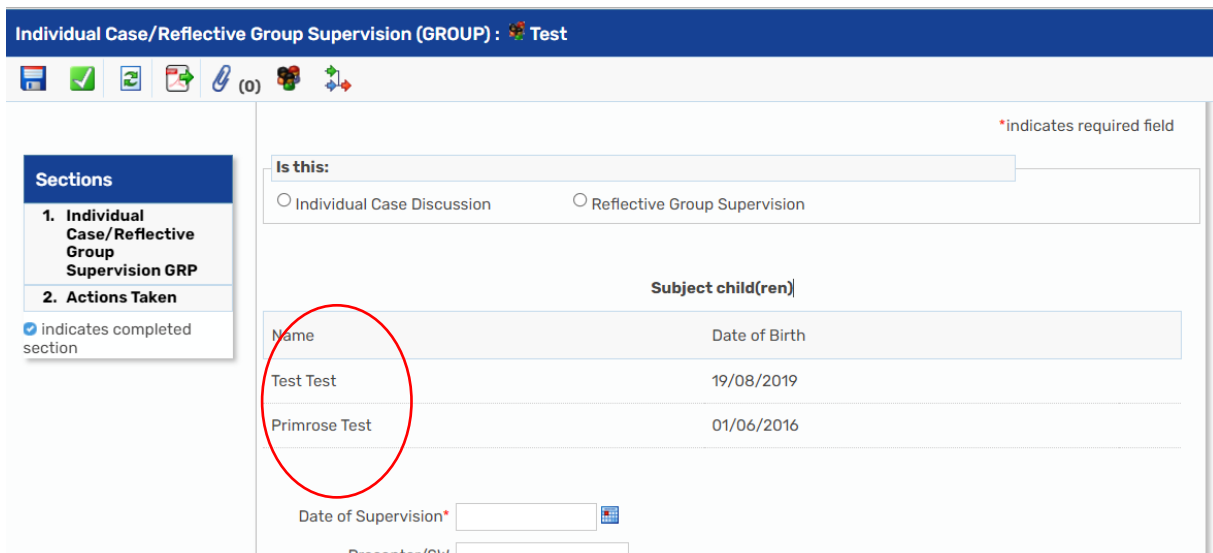 Individual Case/Reflective Group Supervision (GROUP) : Test
(0)
*indicates required field
Sections
1. Individual
Case/Reflective
Group
Supervision GRP
2. Actions Taken
indicates completed
section
Is this:
Individual Case Discussion Reflective Group Supervision
Subject child(ren)
Name Date of Birth
Test Test 19/08/2019
Primrose Test 01/06/2016
Date of Supervision*